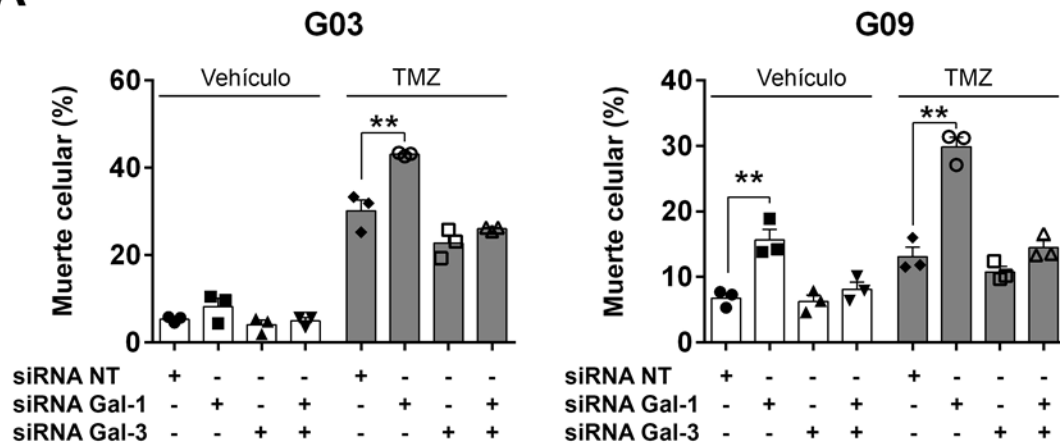 A
G03
G09
Vehículo TMZ
Vehículo TMZ
Muerte celular (%)
60
40
20
0
**
Muerte celular (%)
40
30
20
10
0
**
**
siRNA NT + - - - + - - -
siRNA Gal-1 - + - + - + - +
siRNA Gal-3 - - + + - - + +
siRNA NT + - - - + - - -
siRNA Gal-1 - + - + - + - +
siRNA Gal-3 - - + + - - + +